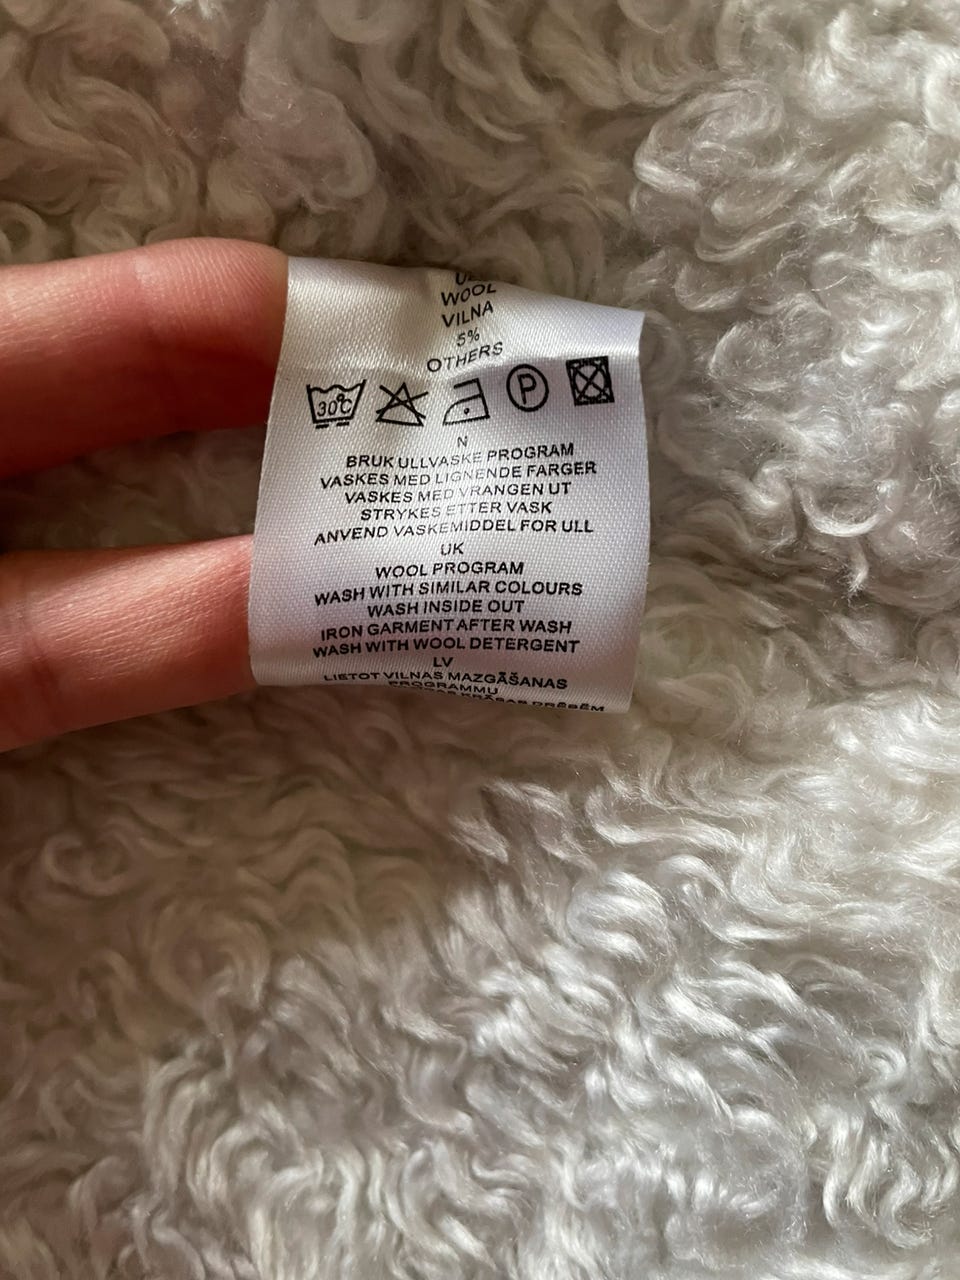 WOOL
VILNA
5%
OTHERS
30°C P
N
BRUK ULLVASKE PROGRAM
VASKES MED LIGNENDE FARGER
VASKES MED VRANGEN UT
STRYKES ETTER VASK
ANVEND VASKEMIDDEL FOR ULL
UK
WOOL PROGRAM
WASH WITH SIMILAR COLOURS
WASH INSIDE OUT
IRON GARMENT AFTER WASH
WASH WITH WOOL DETERGENT
LV
LIETOT VILNAS MAZGĀŠANAS
PROGRAMMU